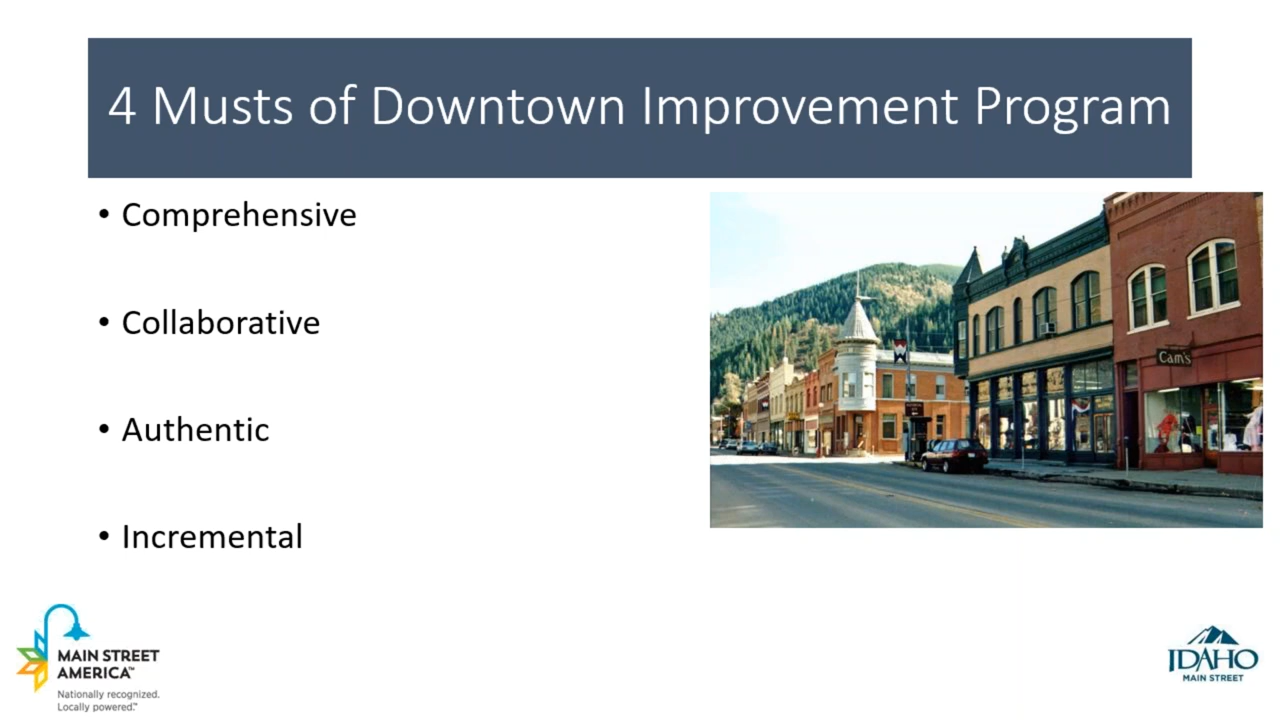 4 Musts of Downtown Improvement Program
• Comprehensive
• Collaborative
• Authentic
• Incremental
Cam's
MAIN STREET
AMERICA™
Nationally recognized.
Locally powered.™
IDAHO
MAIN STREET